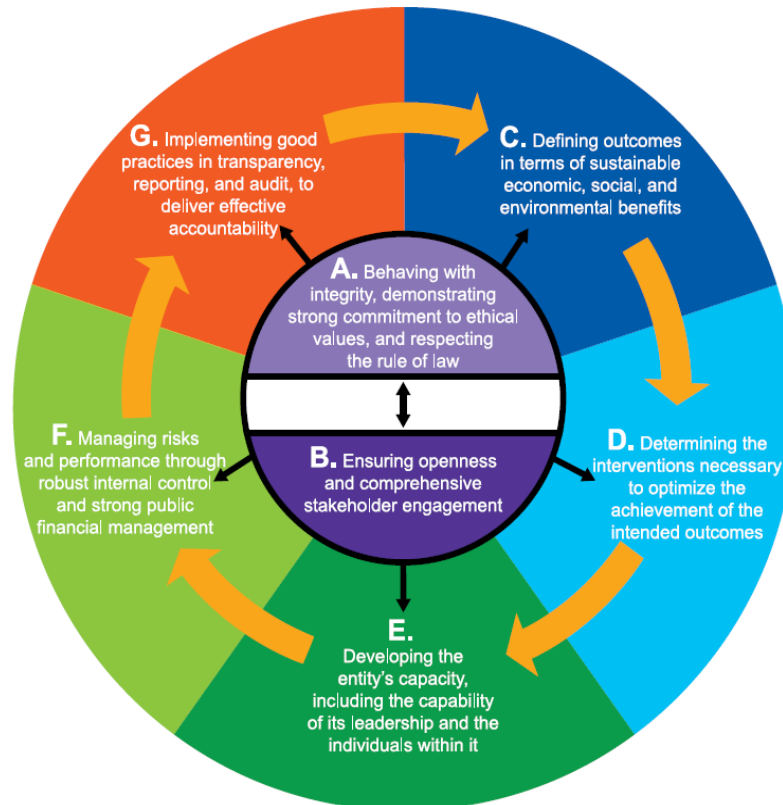 A. Behaving with
integrity, demonstrating
strong commitment to ethical
values, and respecting
the rule of law
B. Ensuring openness
and comprehensive
stakeholder engagement
C. Defining outcomes
in terms of sustainable
economic, social, and
environmental benefits
D. Determining the
interventions necessary
to optimize the
achievement of the
intended outcomes
E.
Developing the
entity's capacity,
including the capability
of its leadership and the
individuals within it
F. Managing risks
and performance through
robust internal control
and strong public
financial management
G. Implementing good
practices in transparency,
reporting, and audit, to
deliver effective
accountability